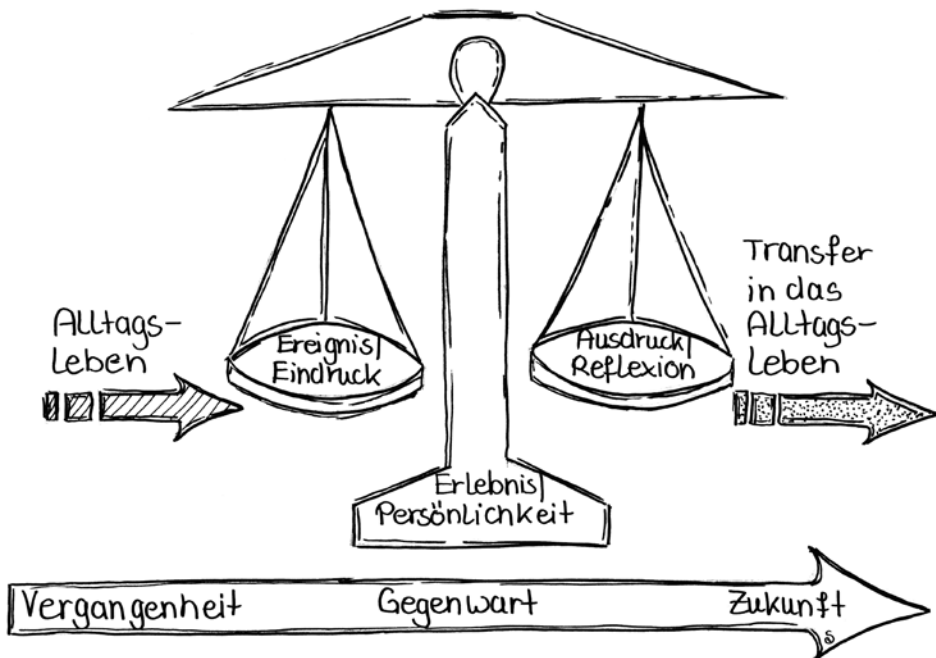 Alltags-
Leben
Ereignis/
Eindruck
Ausdruck/
Reflexion
Transfer
in das
Alltags-
Leben
Erlebnis/
Persönlichkeit
Vergangenheit Gegenwart Zukunft
s